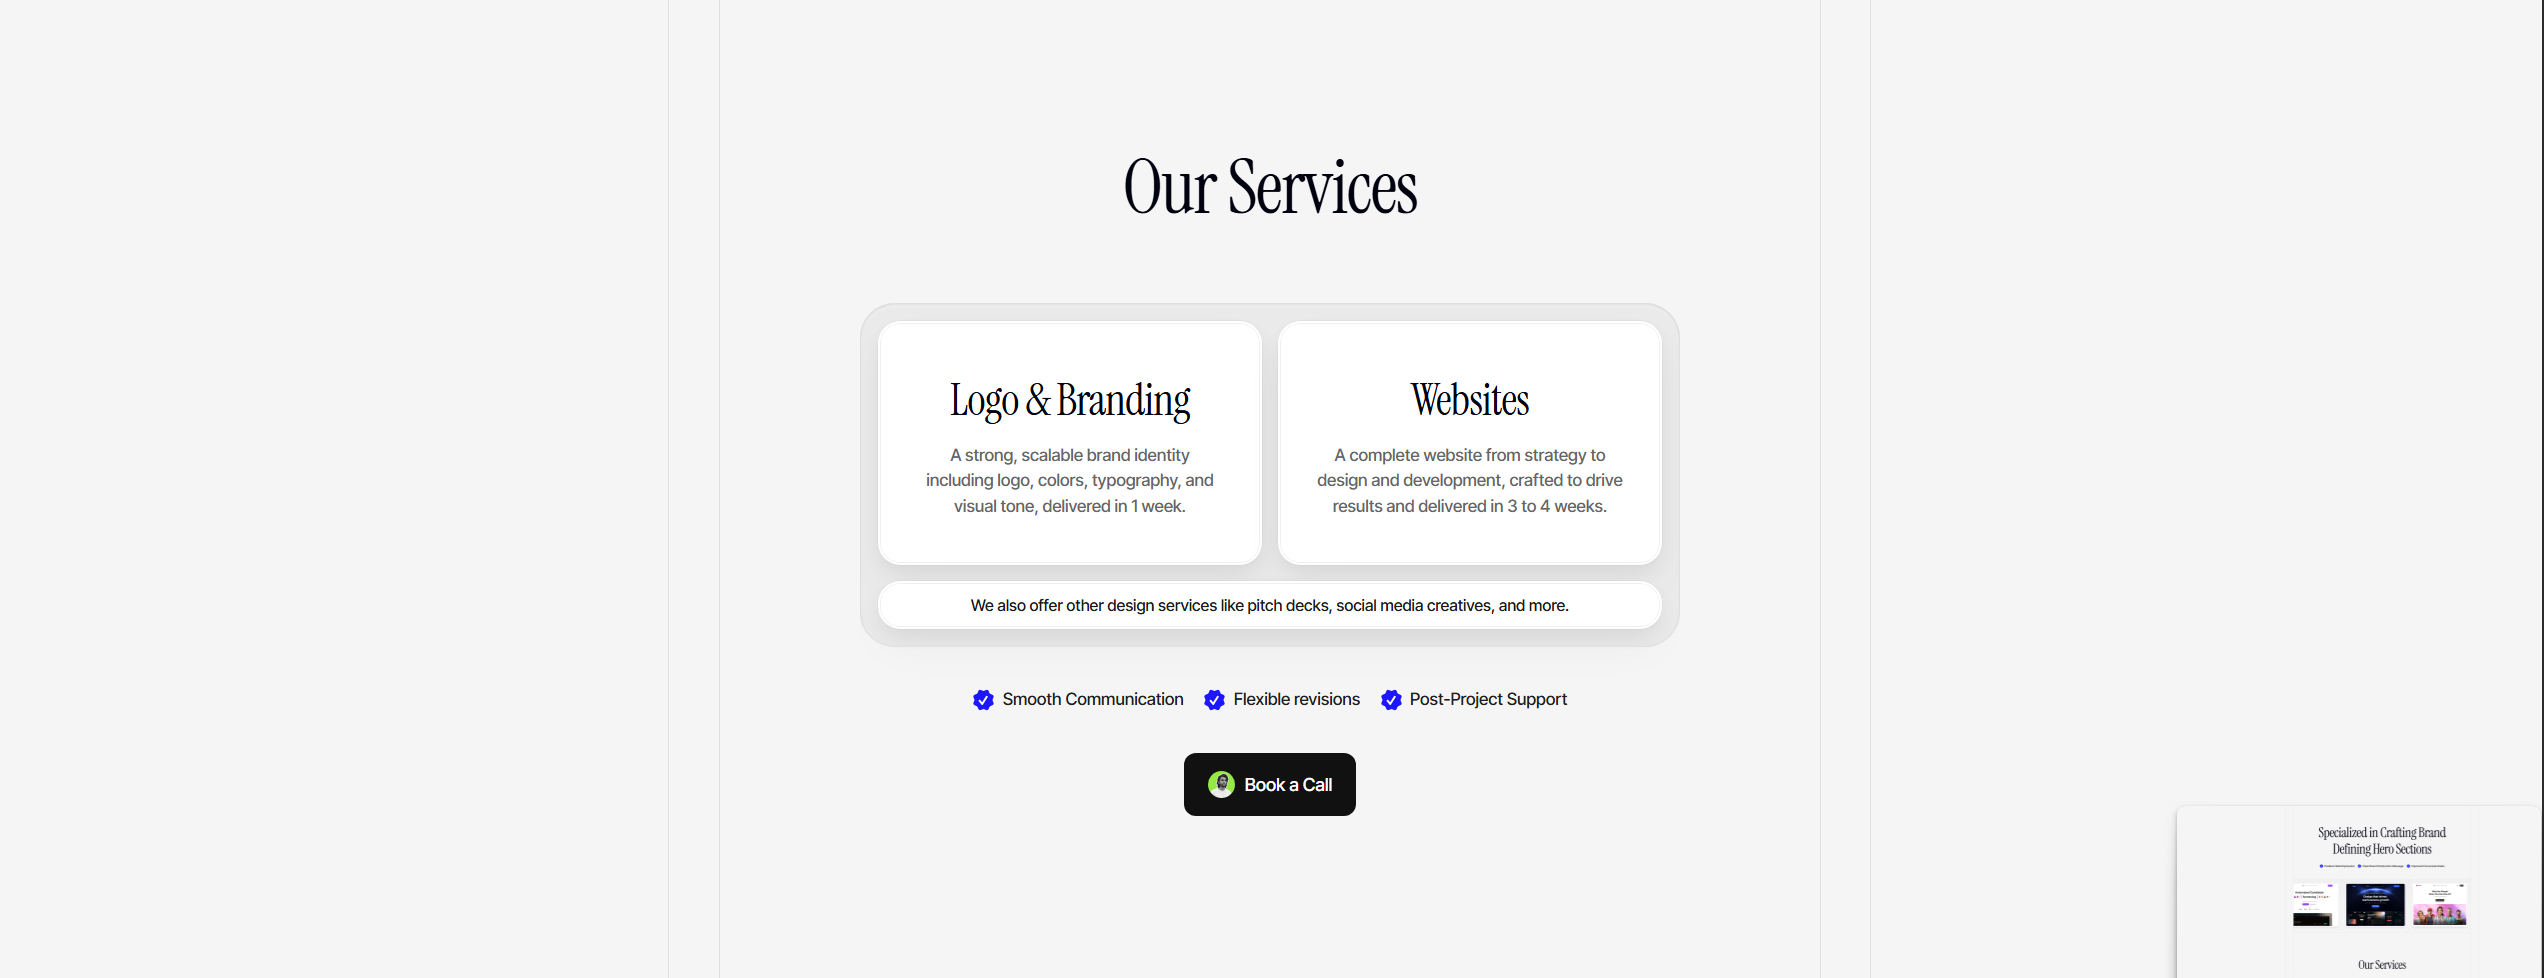 Our Services
Logo & Branding
A strong, scalable brand identity
including logo, colors, typography, and
visual tone, delivered in 1 week.
Websites
A complete website from strategy to
design and development, crafted to drive
results and delivered in 3 to 4 weeks.
We also offer other design services like pitch decks, social media creatives, and more.
Smooth Communication
Flexible revisions
Post-Project Support
Book a Call
Specialized in Crafting Brand
Defining Hero Sections
Our Services